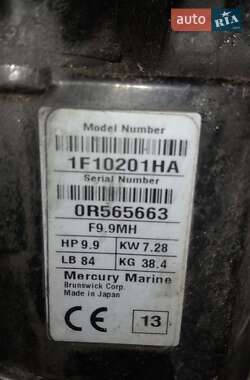 auto RIA
Model Number
1F10201HA
Serial Number
0R565663
F9.9MH
HP 9.9 KW 7.28
LB 84 KG 38.4
Mercury Marine
Brunswick Corp.
Made in Japan
CE 13